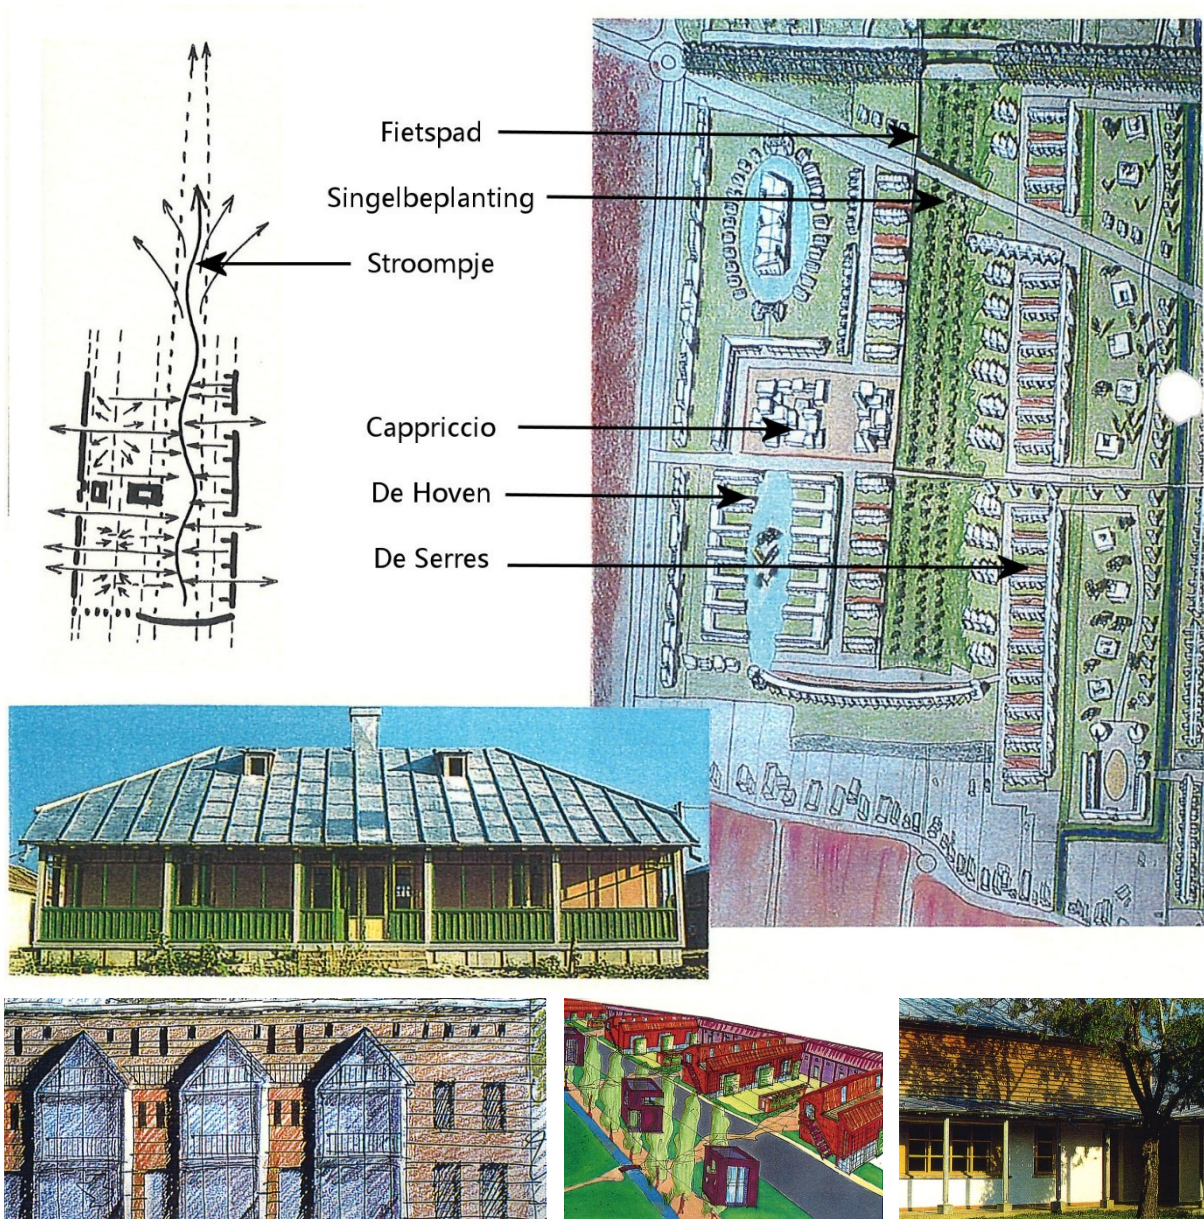 Fietspad
Singelbeplanting
Stroompje
Cappriccio
De Hoven
De Serres